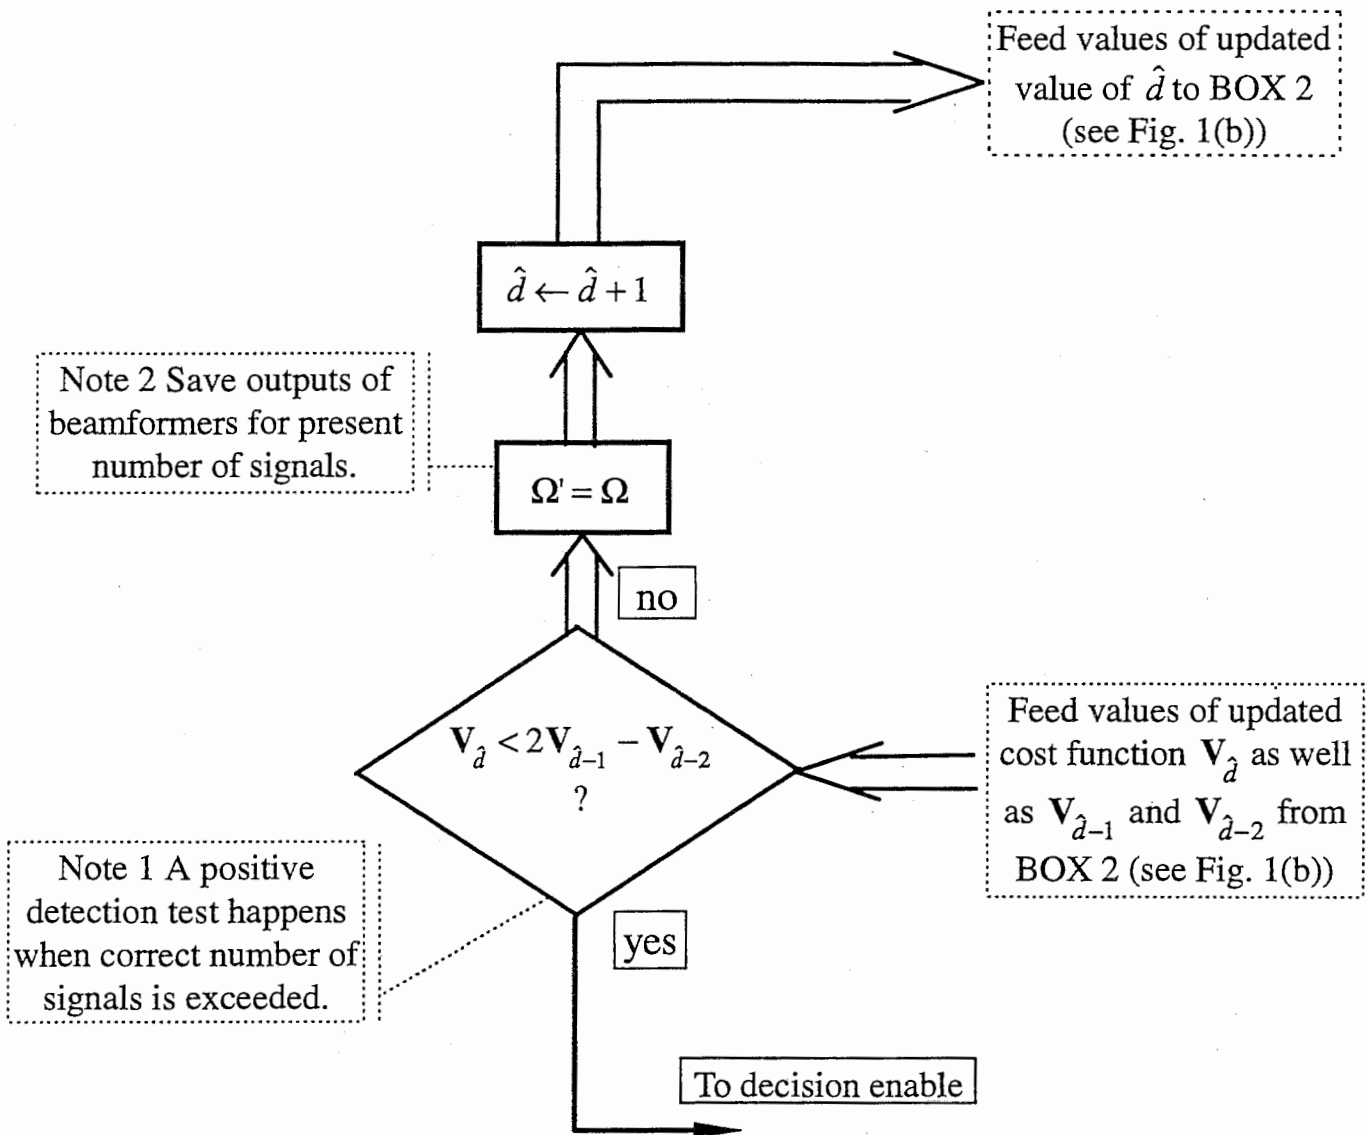 Feed values of updated
value of d̂ to BOX 2
(see Fig. 1(b))
d̂ ← d̂ + 1
Note 2 Save outputs of
beamformers for present
number of signals.
Ω' = Ω
no
V_d̂ < 2V_d̂−1 − V_d̂−2
?
Feed values of updated
cost function V_d̂ as well
as V_d̂−1 and V_d̂−2 from
BOX 2 (see Fig. 1(b))
Note 1 A positive
detection test happens
when correct number of
signals is exceeded.
yes
To decision enable